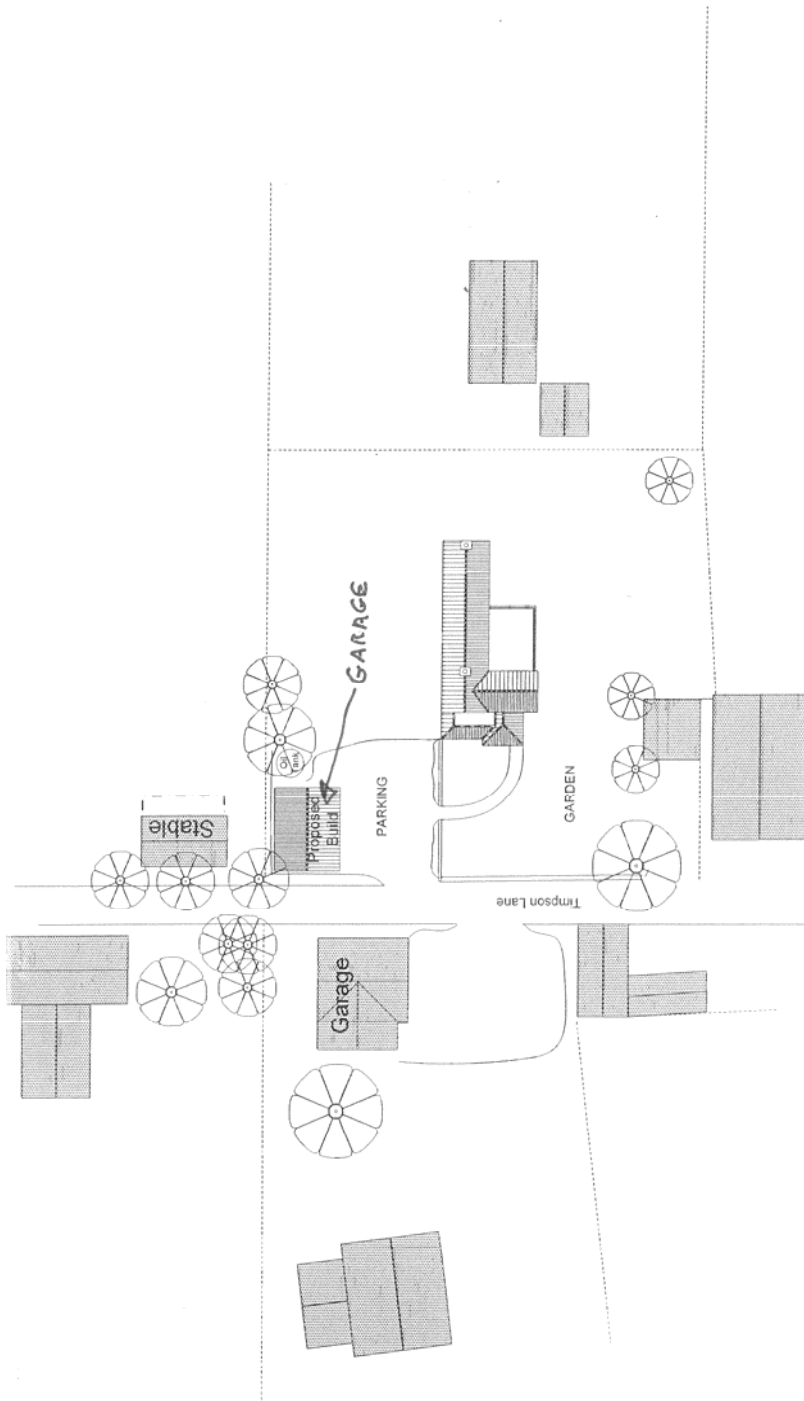 GARAGE
Oil
Tank
Stable
Proposed
Build
PARKING
GARDEN
Timpson Lane
Garage